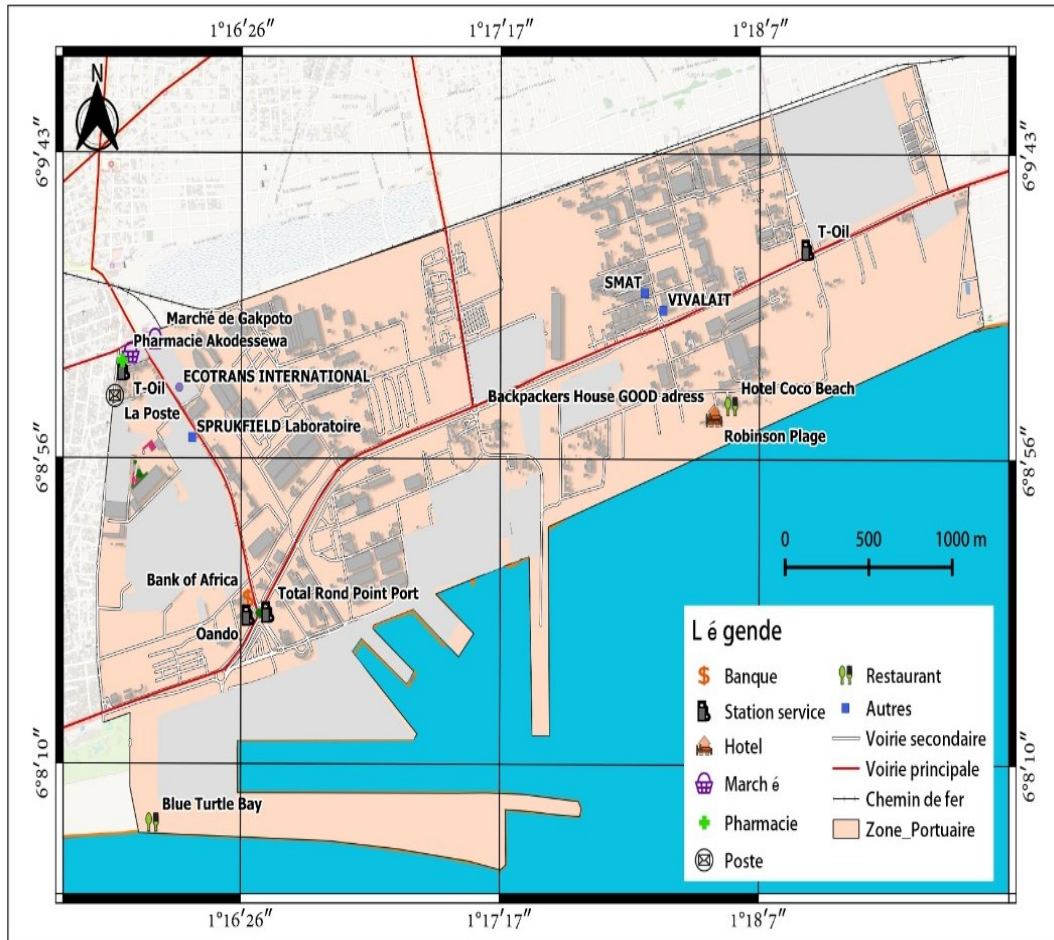 1°16′26″
1°17′17″
1°18′7″
N
6°9′43″
6°9′43″
T-Oil
SMAT
VIVALAIT
Marché de Gakpoto
Pharmacie Akodessewa
ECOTRANS INTERNATIONAL
T-Oil
Hotel Coco Beach
Backpackers House GOOD adress
La Poste
SPRUKFIELD Laboratoire
Robinson Plage
6°8′56″
6°8′56″
0 500 1000 m
Bank of Africa
Total Rond Point Port
Oando
Lé gende
Banque
Station service
Hotel
March é
Pharmacie
Poste
Restaurant
Autres
Voirie secondaire
Voirie principale
Chemin de fer
Zone_Portuaire
6°8′10″
6°8′10″
Blue Turtle Bay
1°16′26″
1°17′17″
1°18′7″